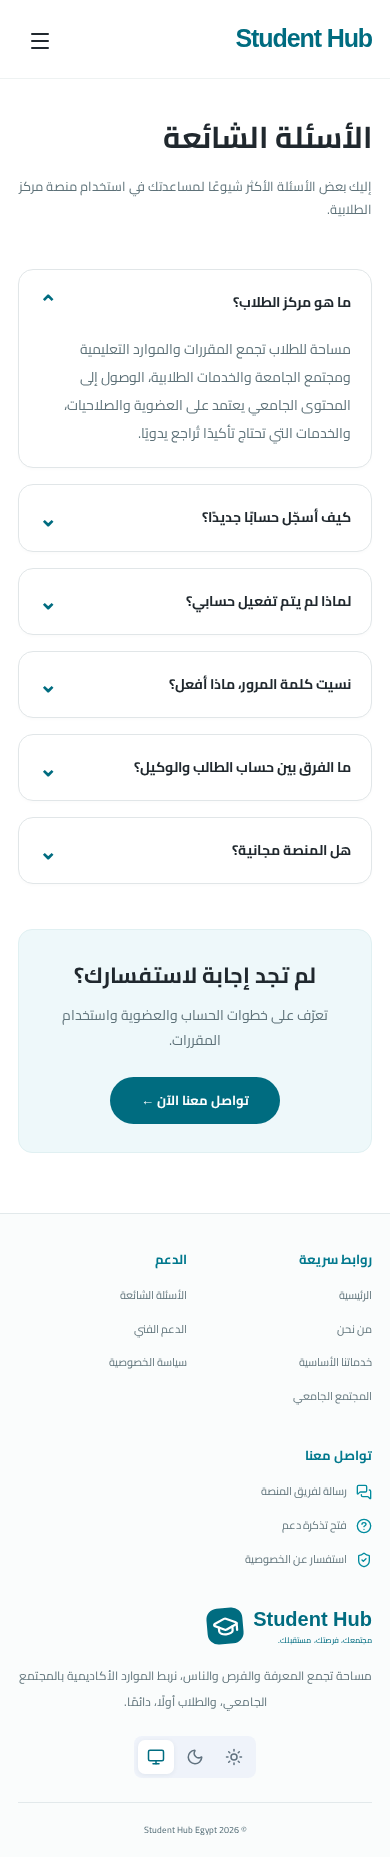 Student Hub
الأسئلة الشائعة
إليك بعض الأسئلة الأكثر شيوعًا لمساعدتك في استخدام منصة مركز
الطلابية.
ما هو مركز الطلاب؟
مساحة للطلاب تجمع المقررات والموارد التعليمية
ومجتمع الجامعة والخدمات الطلابية، الوصول إلى
المحتوى الجامعي يعتمد على العضوية والصلاحيات،
والخدمات التي تحتاج تأكيدًا تُراجع يدويًا.
كيف أسجّل حسابًا جديدًا؟
لماذا لم يتم تفعيل حسابي؟
نسيت كلمة المرور، ماذا أفعل؟
ما الفرق بين حساب الطالب والوكيل؟
هل المنصة مجانية؟
لم تجد إجابة لاستفسارك؟
تعرّف على خطوات الحساب والعضوية واستخدام
المقررات.
تواصل معنا الآن ←
روابط سريعة
الرئيسية
من نحن
خدماتنا الأساسية
المجتمع الجامعي
الدعم
الأسئلة الشائعة
الدعم الفني
سياسة الخصوصية
تواصل معنا
رسالة لفريق المنصة
فتح تذكرة دعم
استفسار عن الخصوصية
Student Hub
مجتمعك، فرصتك، مستقبلك.
مساحة تجمع المعرفة والفرص والناس، نربط الموارد الأكاديمية بالمجتمع
الجامعي، والطلاب أولًا، دائمًا.
© 2026 Student Hub Egypt